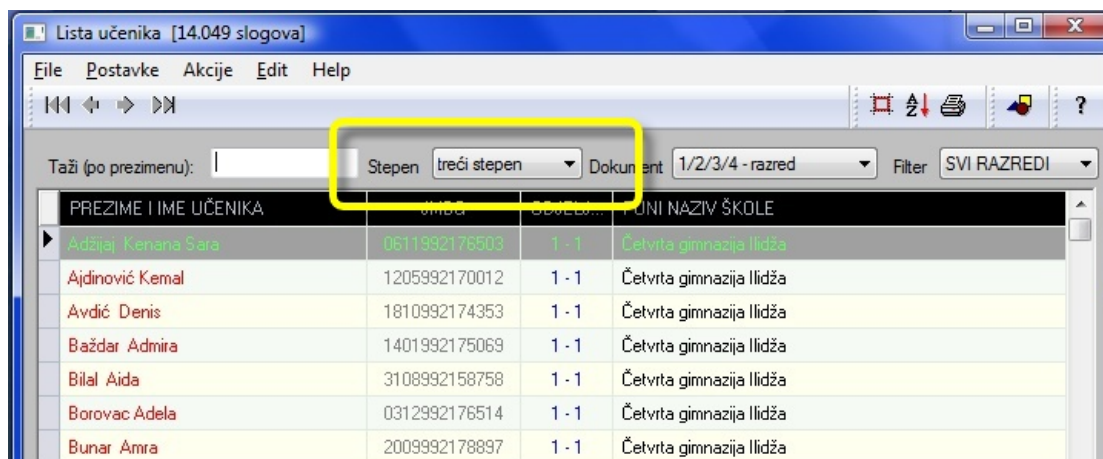 Lista učenika [14.049 slogova]
File Postavke Akcije Edit Help
?
Taži (po prezimenu): Stepen treći stepen Dokument 1/2/3/4 - razred Filter SVI RAZREDI
PREZIME I IME UČENIKA JMBG ODJELJ... PUNI NAZIV ŠKOLE
Adžijaj Kenana Sara 0611992176503 1 - 1 Četvrta gimnazija Ilidža
Ajdinović Kemal 1205992170012 1 - 1 Četvrta gimnazija Ilidža
Avdić Denis 1810992174353 1 - 1 Četvrta gimnazija Ilidža
Baždar Admira 1401992175069 1 - 1 Četvrta gimnazija Ilidža
Bilal Aida 3108992158758 1 - 1 Četvrta gimnazija Ilidža
Borovac Adela 0312992176514 1 - 1 Četvrta gimnazija Ilidža
Bunar Amra 2009992178897 1 - 1 Četvrta gimnazija Ilidža